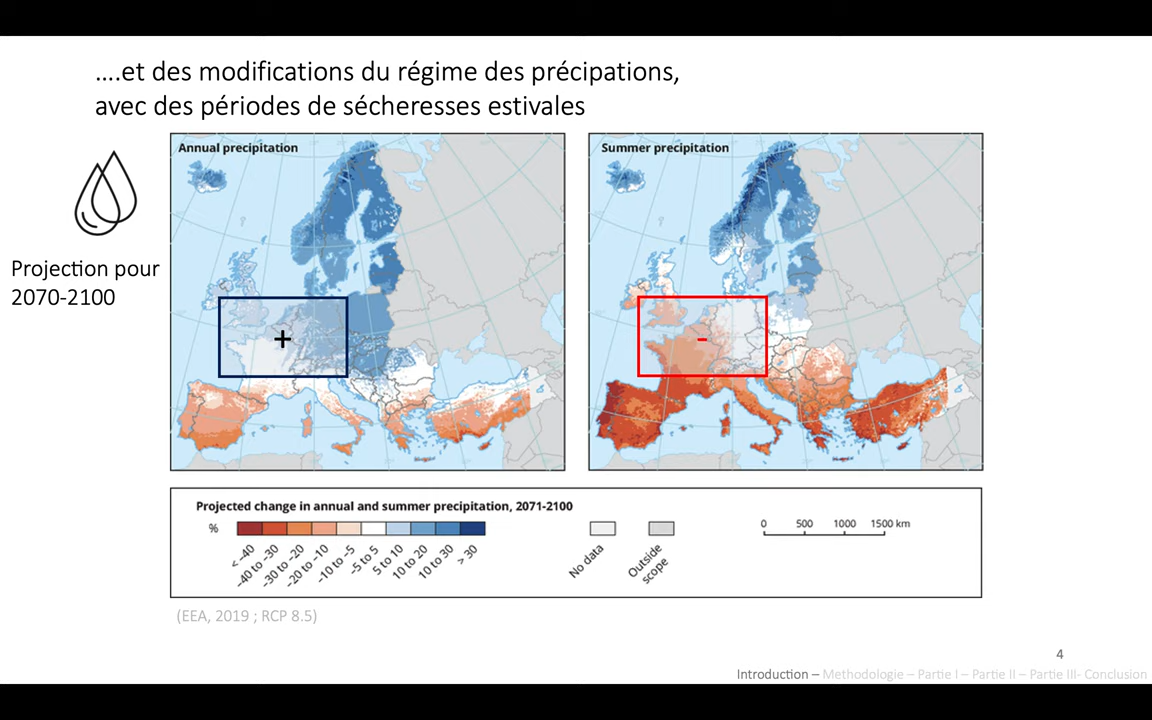 ....et des modifications du régime des précipations,
avec des périodes de sécheresses estivales
Annual precipitation
Summer precipitation
+
-
Projection pour
2070-2100
Projected change in annual and summer precipitation, 2071-2100
%
< -40
-40 to -30
-30 to -20
-20 to -10
-10 to -5
-5 to 5
5 to 10
10 to 20
10 to 30
> 30
No data
Outside
scope
0 500 1000 1500 km
(EEA, 2019 ; RCP 8.5)
4
Introduction – Methodologie – Partie I – Partie II – Partie III- Conclusion